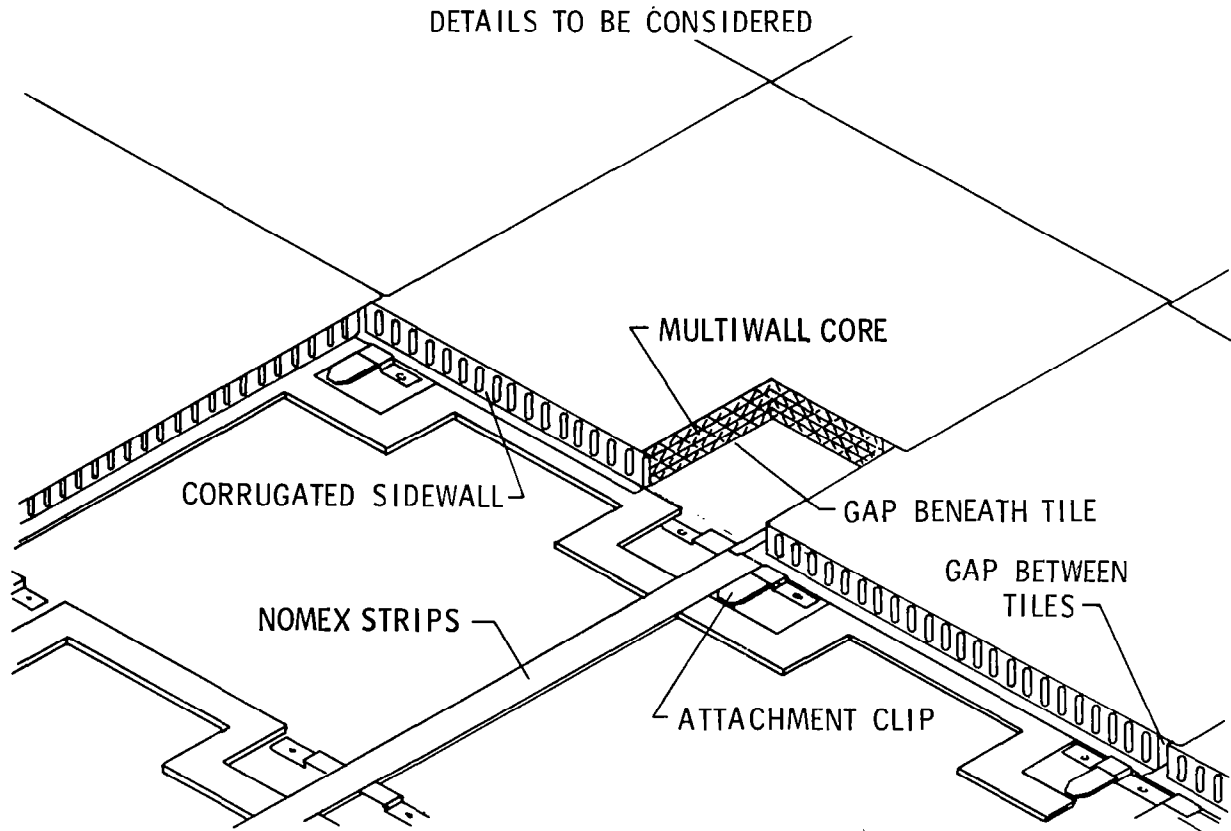 DETAILS TO BE CONSIDERED
MULTIWALL CORE
CORRUGATED SIDEWALL
GAP BENEATH TILE
GAP BETWEEN
TILES
NOMEX STRIPS
ATTACHMENT CLIP